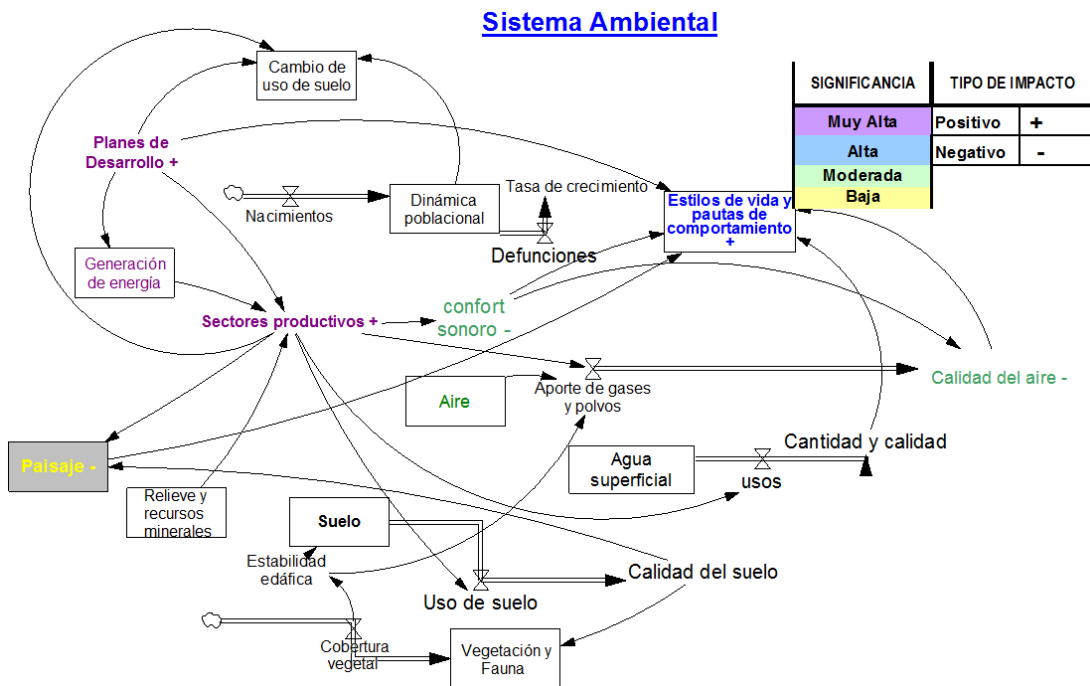 Sistema Ambiental
Cambio de
uso de suelo
SIGNIFICANCIA
TIPO DE IMPACTO
Muy Alta
Positivo
+
Alta
Negativo
-
Moderada
Baja
Planes de
Desarrollo +
Nacimientos
Dinámica
poblacional
Tasa de crecimiento
Defunciones
Estilos de vida y
pautas de
comportamiento
+
Generación
de energía
Sectores productivos +
confort
sonoro -
Aire
Aporte de gases
y polvos
Calidad del aire -
Paisaje -
Relieve y
recursos
minerales
Agua
superficial
usos
Cantidad y calidad
Suelo
Estabilidad
edáfica
Uso de suelo
Calidad del suelo
Cobertura
vegetal
Vegetación y
Fauna